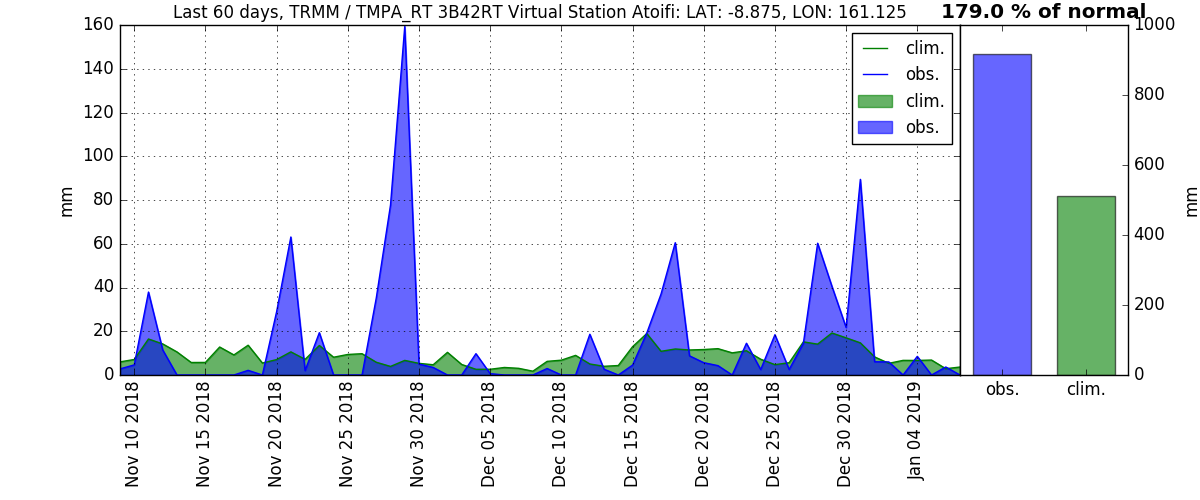 Last 60 days, TRMM / TMPA_RT 3B42RT Virtual Station Atoifi: LAT: -8.875, LON: 161.125
179.0 % of normal
160
140
120
100
80
60
40
20
0
mm
clim.
obs.
clim.
obs.
1000
800
600
400
200
0
mm
obs.
clim.
Nov 10 2018
Nov 15 2018
Nov 20 2018
Nov 25 2018
Nov 30 2018
Dec 05 2018
Dec 10 2018
Dec 15 2018
Dec 20 2018
Dec 25 2018
Dec 30 2018
Jan 04 2019